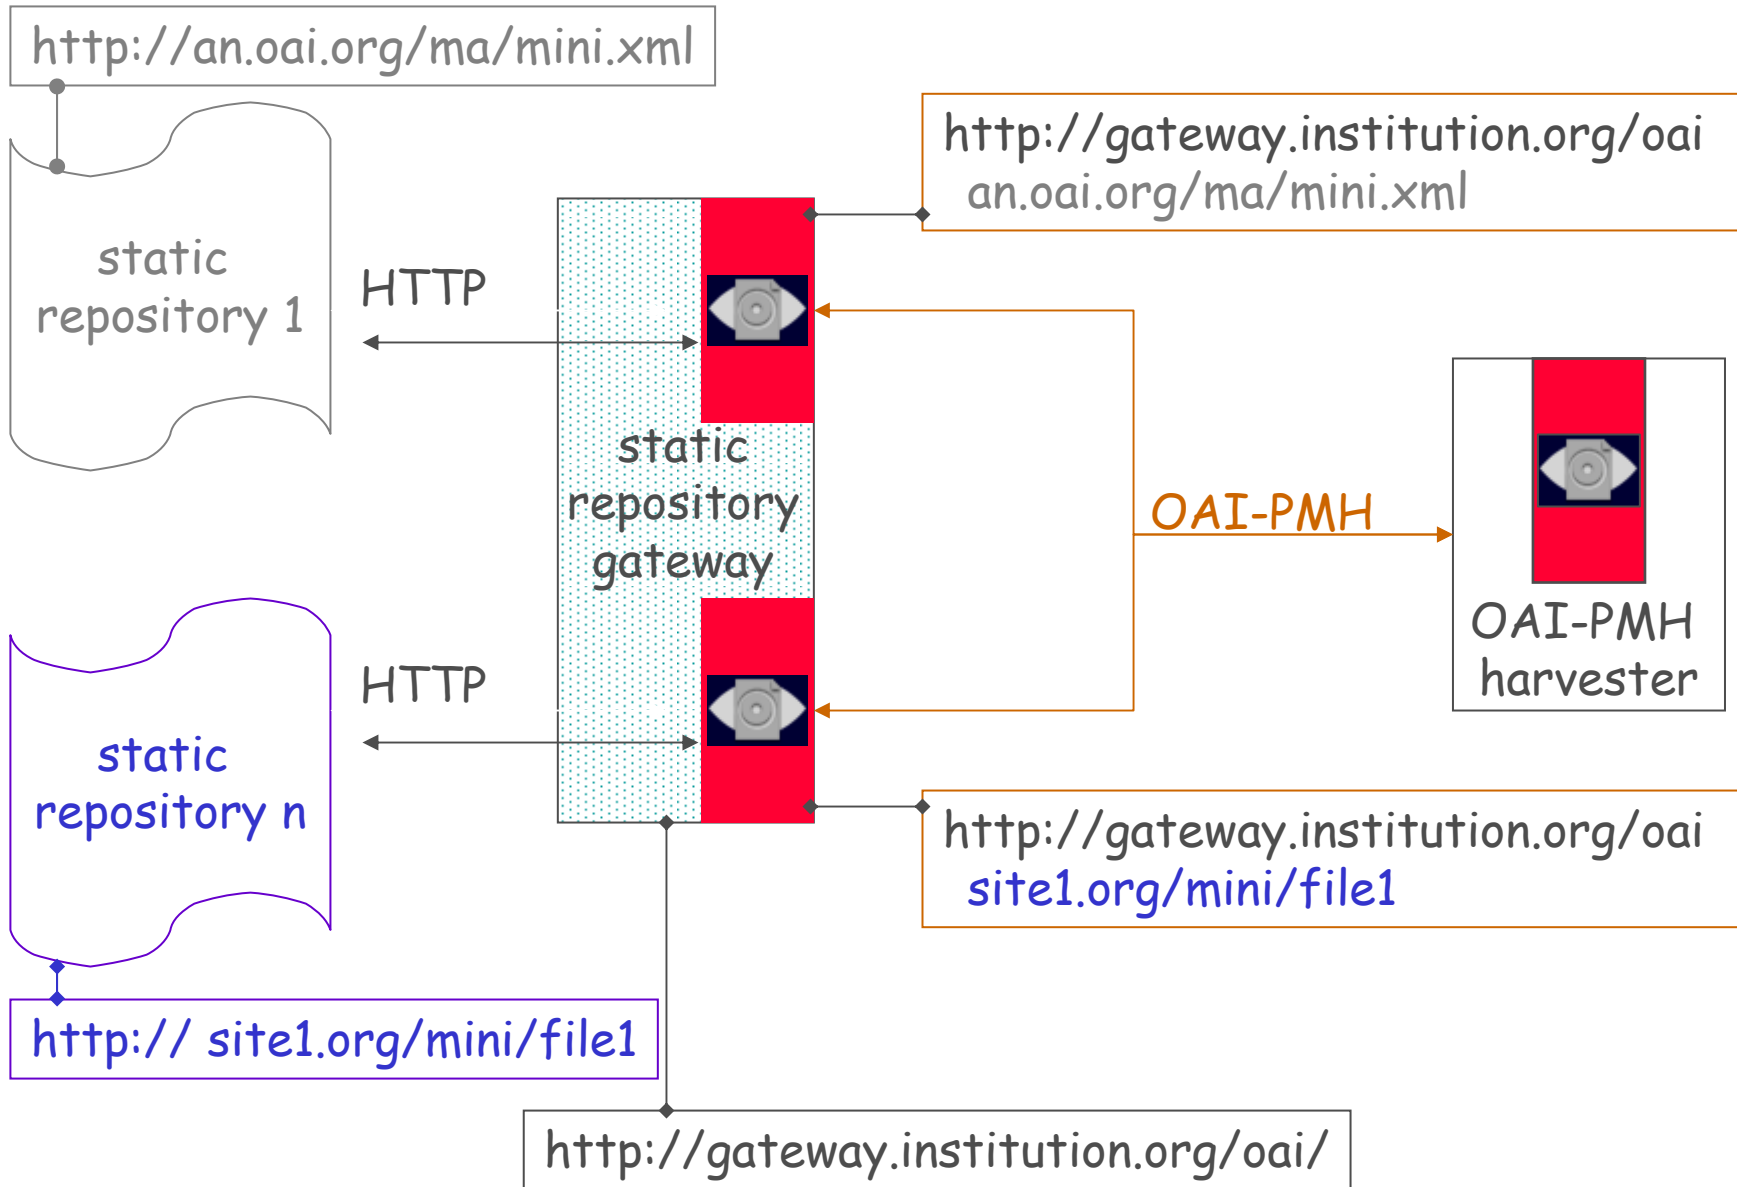 http://an.oai.org/ma/mini.xml
http://gateway.institution.org/oai
an.oai.org/ma/mini.xml
static
repository 1
HTTP
static
repository
gateway
OAI-PMH
OAI-PMH
harvester
HTTP
static
repository n
http://gateway.institution.org/oai
site1.org/mini/file1
http:// site1.org/mini/file1
http://gateway.institution.org/oai/